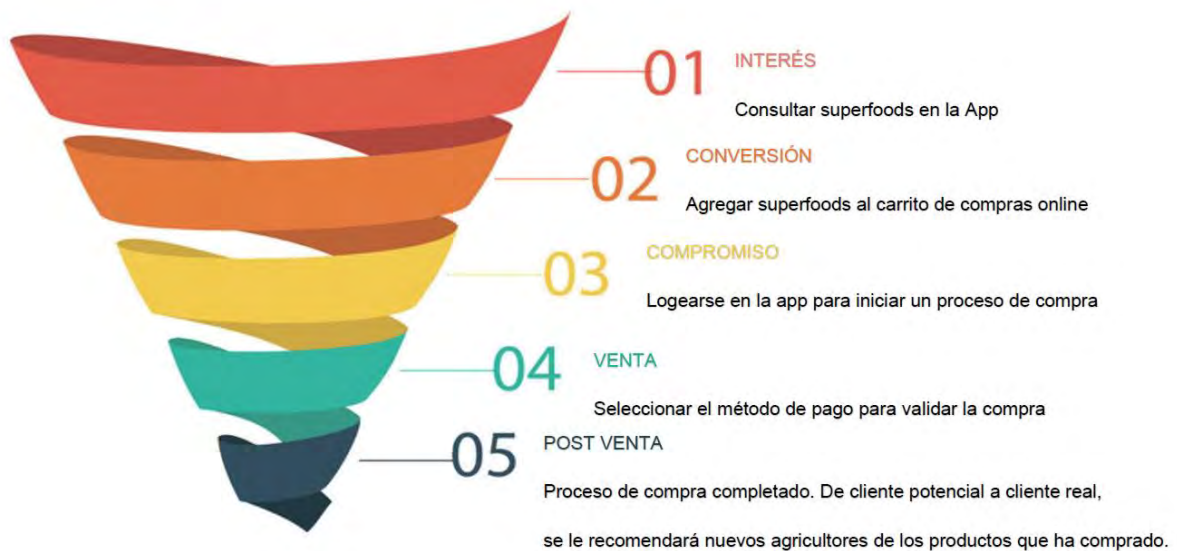 01
INTERÉS
Consultar superfoods en la App
02
CONVERSIÓN
Agregar superfoods al carrito de compras online
03
COMPROMISO
Logearse en la app para iniciar un proceso de compra
04
VENTA
Seleccionar el método de pago para validar la compra
05
POST VENTA
Proceso de compra completado. De cliente potencial a cliente real,
se le recomendará nuevos agricultores de los productos que ha comprado.